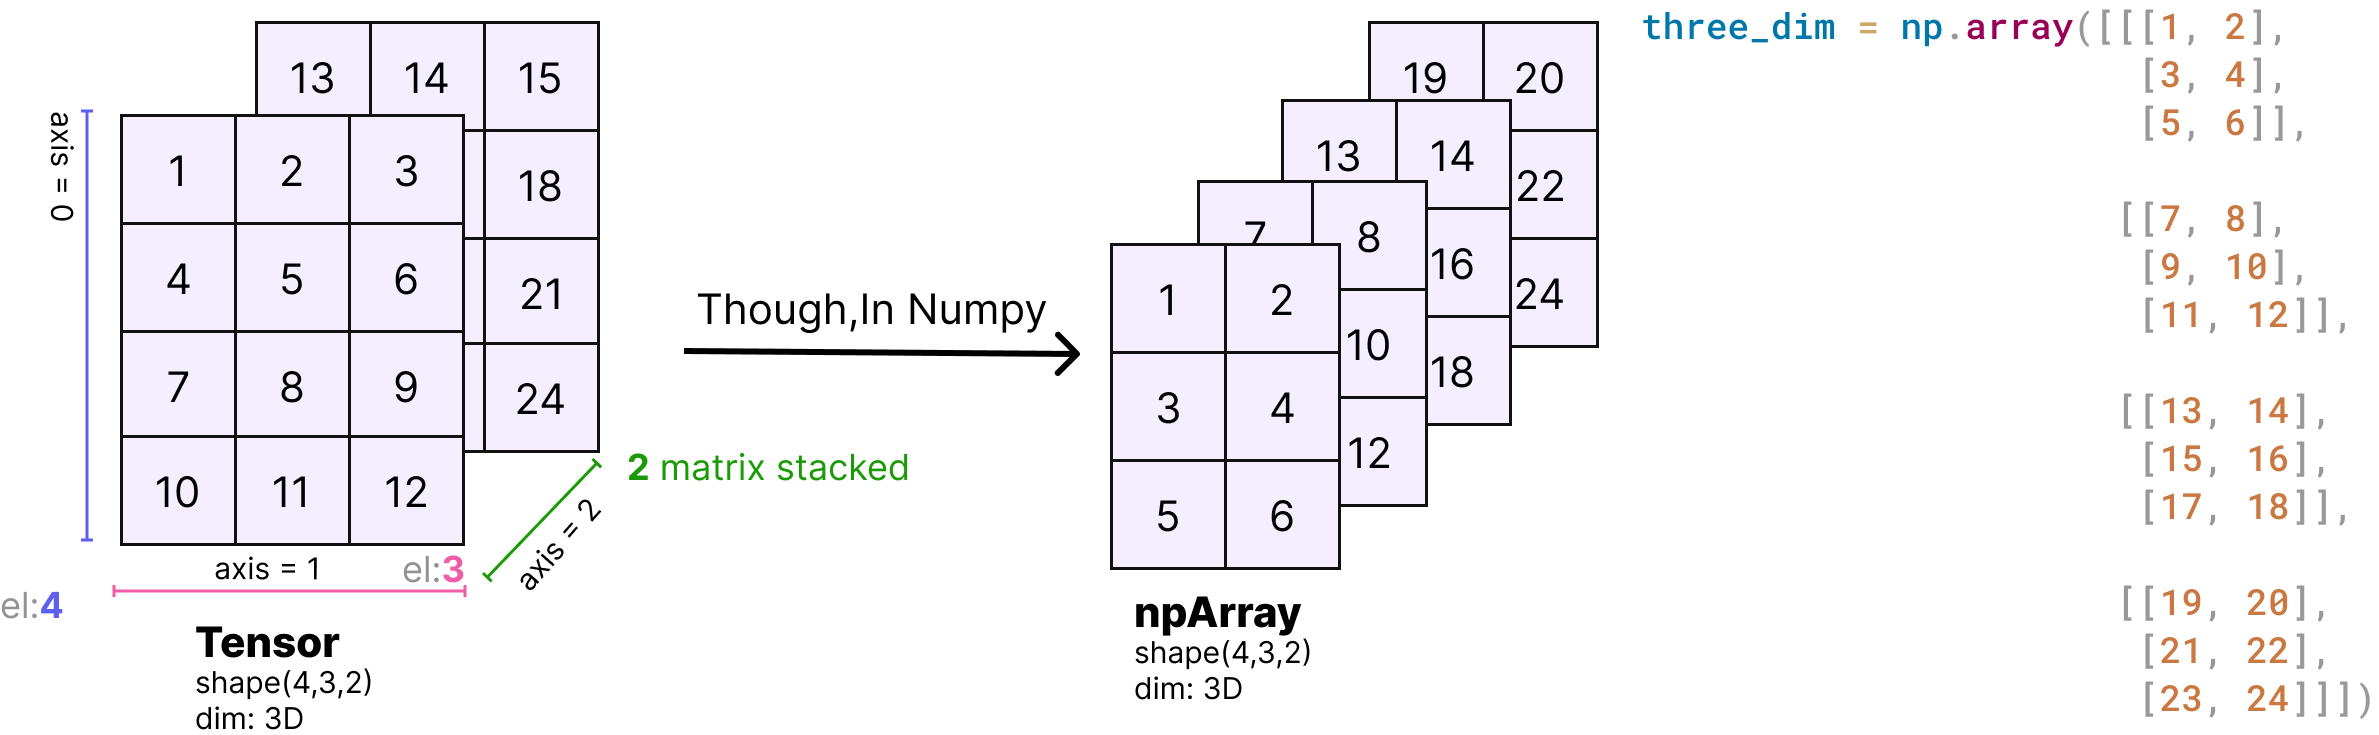 13 14 15
18
21
24
1 2 3
4 5 6
7 8 9
10 11 12
axis = 0
el:4
axis = 1
el:3
axis = 2
2 matrix stacked
Tensor
shape(4,3,2)
dim: 3D
Though,In Numpy
19 20
22
24
13 14
16
18
7 8
10
12
1 2
3 4
5 6
npArray
shape(4,3,2)
dim: 3D
three_dim = np.array([[[1, 2],
[3, 4],
[5, 6]],
[[7, 8],
[9, 10],
[11, 12]],
[[13, 14],
[15, 16],
[17, 18]],
[[19, 20],
[21, 22],
[23, 24]]])